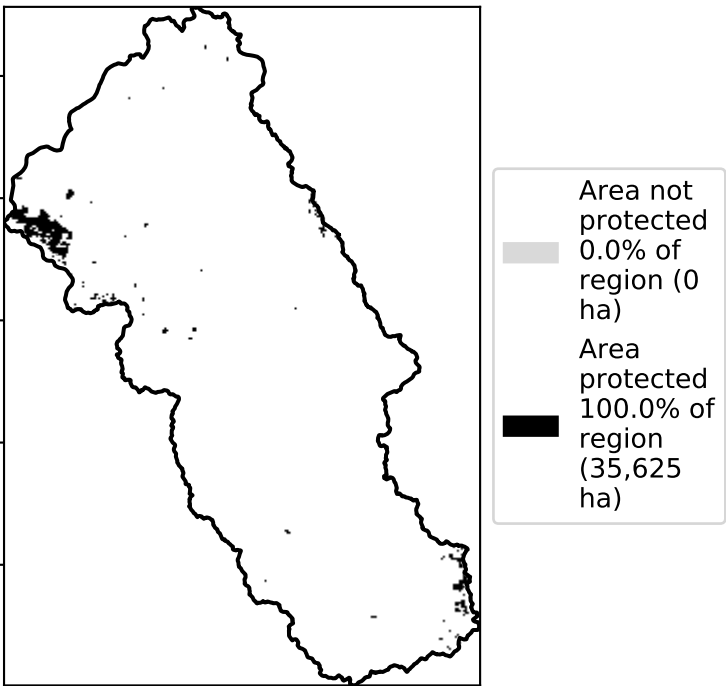 Area not
protected
0.0% of
region (0
ha)
Area
protected
100.0% of
region
(35,625
ha)